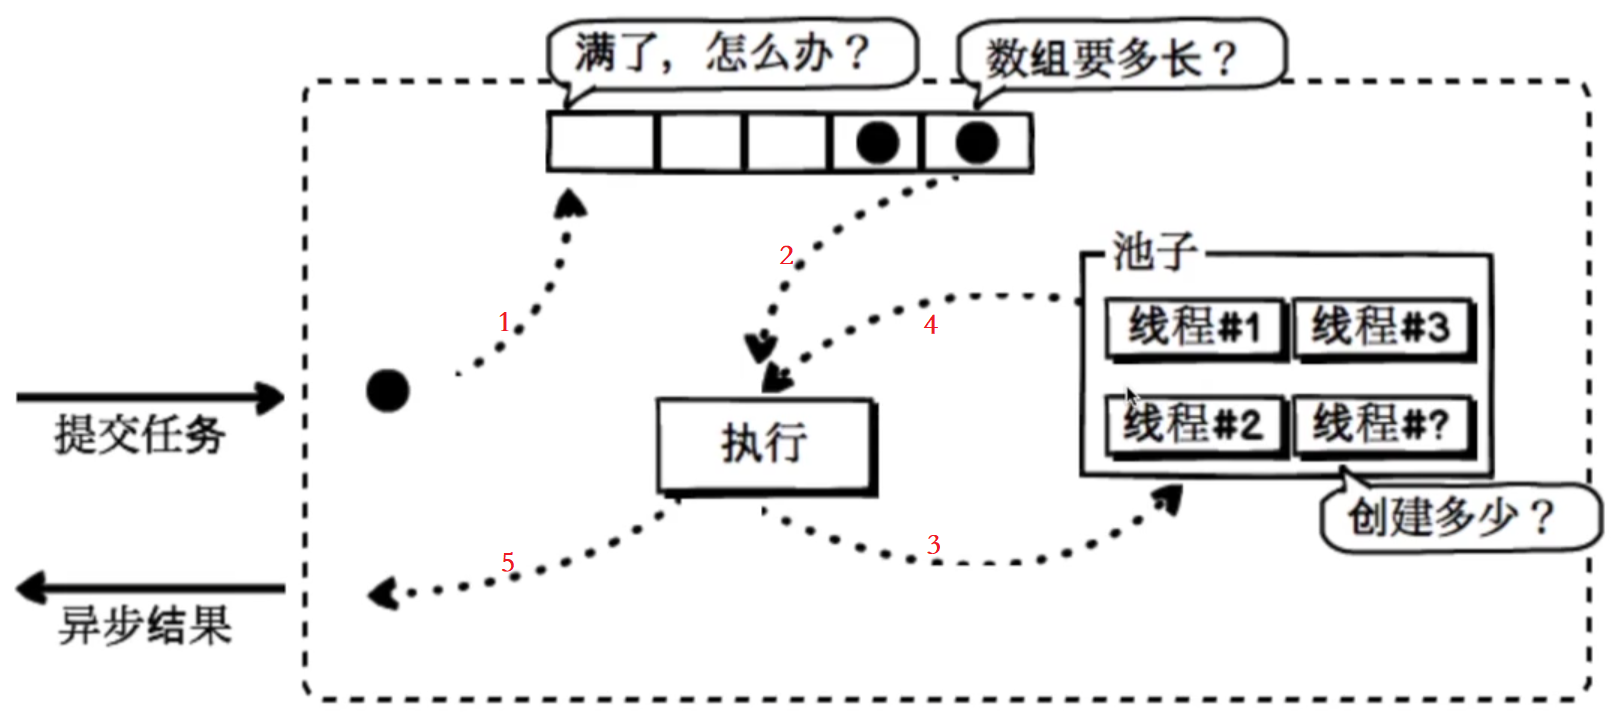 满了，怎么办？
数组要多长？
2
池子
1
4
线程#1
线程#3
提交任务
执行
线程#2
线程#?
创建多少？
5
3
异步结果